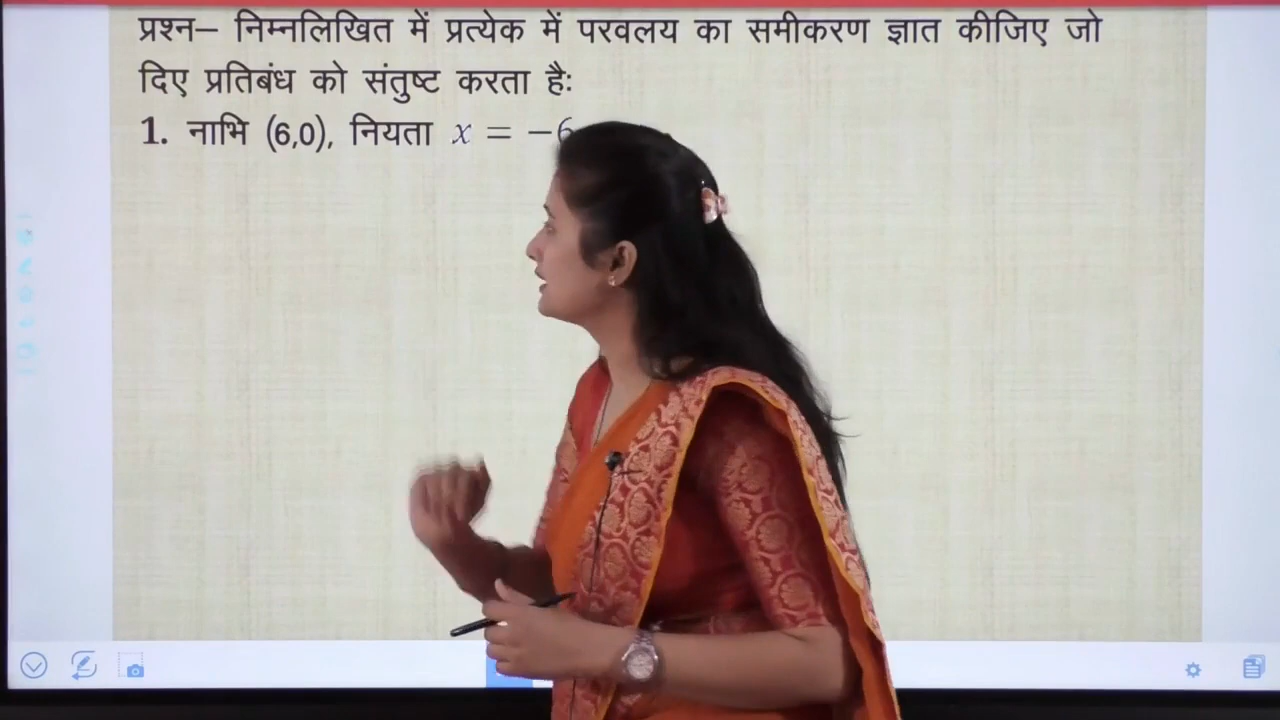 प्रश्न– निम्नलिखित में प्रत्येक में परवलय का समीकरण ज्ञात कीजिए जो
दिए प्रतिबंध को संतुष्ट करता है:
1. नाभि (6,0), नियता x = −6